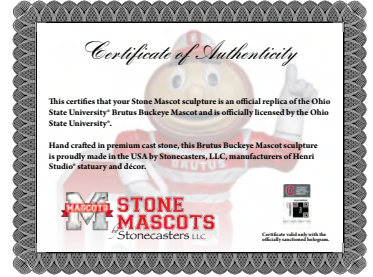 Certificate of Authenticity
This certifies that your Stone Mascot sculpture is an official replica of the Ohio
State University® Brutus Buckeye Mascot and is officially licensed by the Ohio
State University®.
Hand crafted in premium cast stone, this Brutus Buckeye Mascot sculpture
is proudly made in the USA by Stonecasters, LLC, manufacturers of Henri
Studio® statuary and décor.
BRUTUS
MASCOTS
STONE
MASCOTS
by Stonecasters LLC
Certificate valid only with the
officially sanctioned hologram.